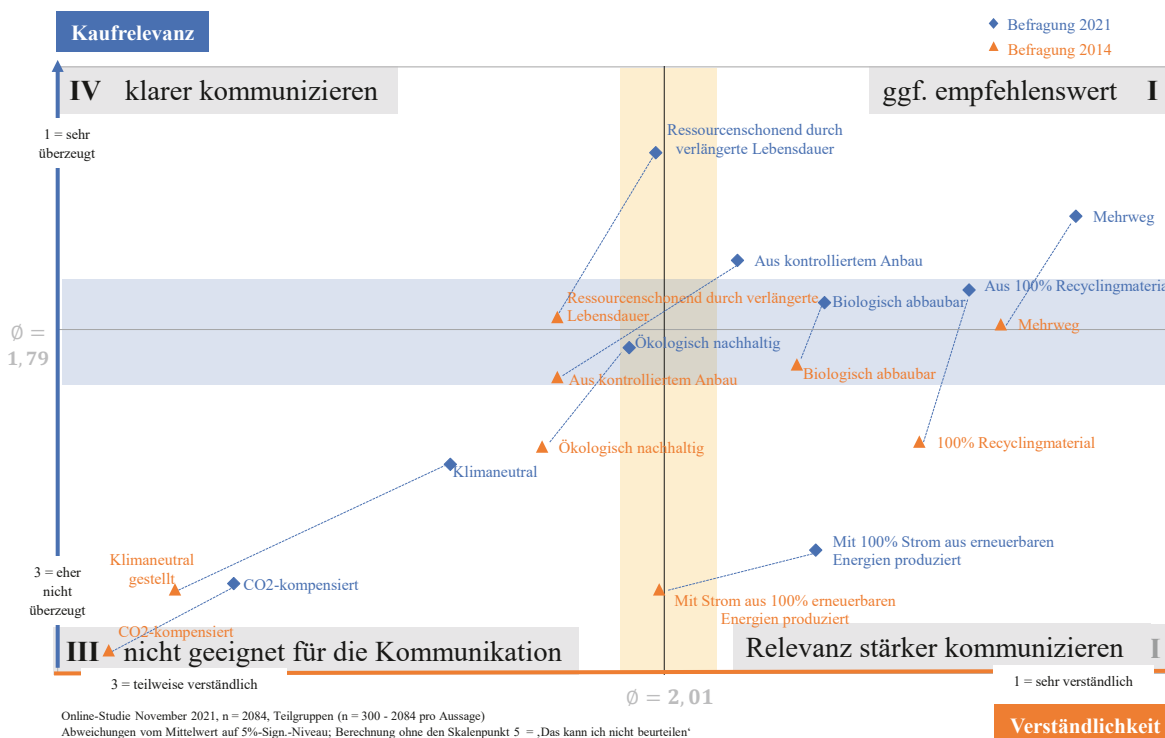 Kaufrelevanz
Befragung 2021
Befragung 2014
IV klarer kommunizieren
ggf. empfehlenswert I
1 = sehr
überzeugt
Ressourcenschonend durch
verlängerte Lebensdauer
Mehrweg
Aus kontrolliertem Anbau
Aus 100% Recyclingmaterial
Ressourcenschonend durch verlängerte
Lebensdauer
Biologisch abbaubar
Mehrweg
∅ =
1,79
Ökologisch nachhaltig
Aus kontrolliertem Anbau
Biologisch abbaubar
Ökologisch nachhaltig
100% Recyclingmaterial
Klimaneutral
Mit 100% Strom aus erneuerbaren
Energien produziert
3 = eher
nicht
überzeugt
Klimaneutral
gestellt
CO2-kompensiert
Mit Strom aus 100% erneuerbaren
Energien produziert
CO2-kompensiert
III nicht geeignet für die Kommunikation
Relevanz stärker kommunizieren I
3 = teilweise verständlich
∅ = 2,01
1 = sehr verständlich
Online-Studie November 2021, n = 2084, Teilgruppen (n = 300 - 2084 pro Aussage)
Abweichungen vom Mittelwert auf 5%-Sign.-Niveau; Berechnung ohne den Skalenpunkt 5 = ‚Das kann ich nicht beurteilen‘
Verständlichkeit